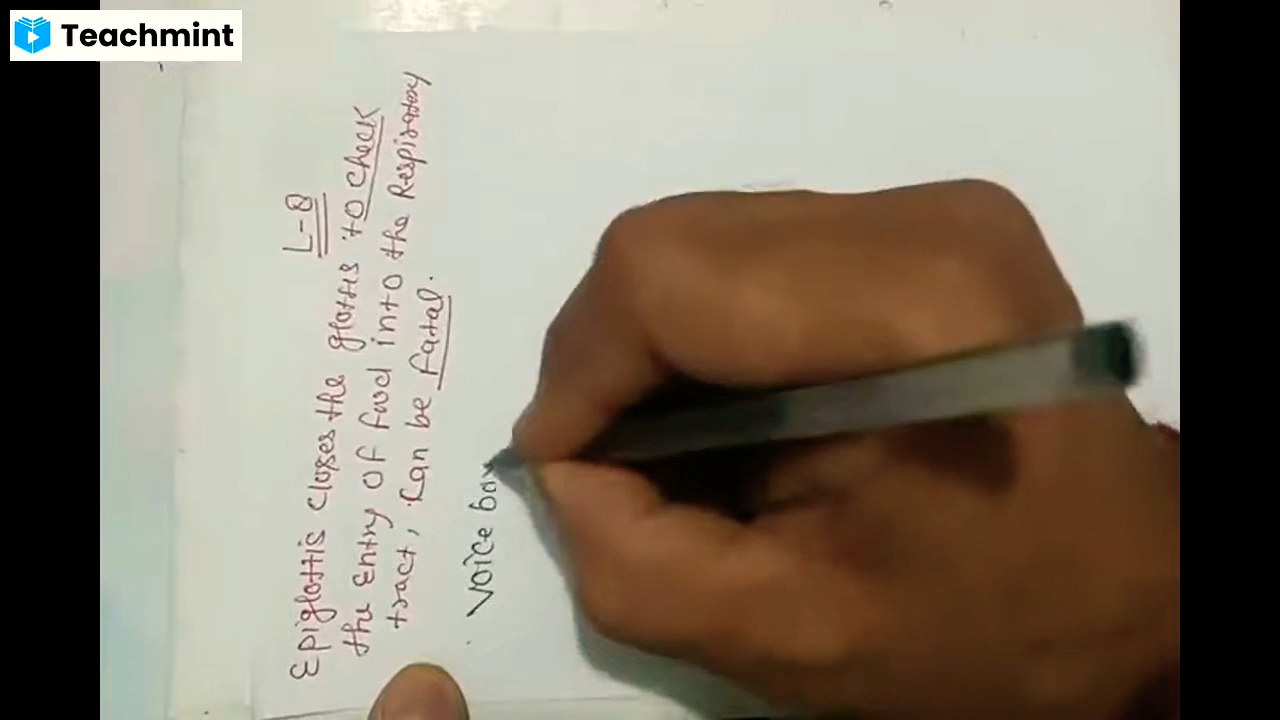 Teachmint
L-8
Epiglottis closes the glottis to check
the Entry of food into the Respiratory
tract, Can be fatal.
Voice box